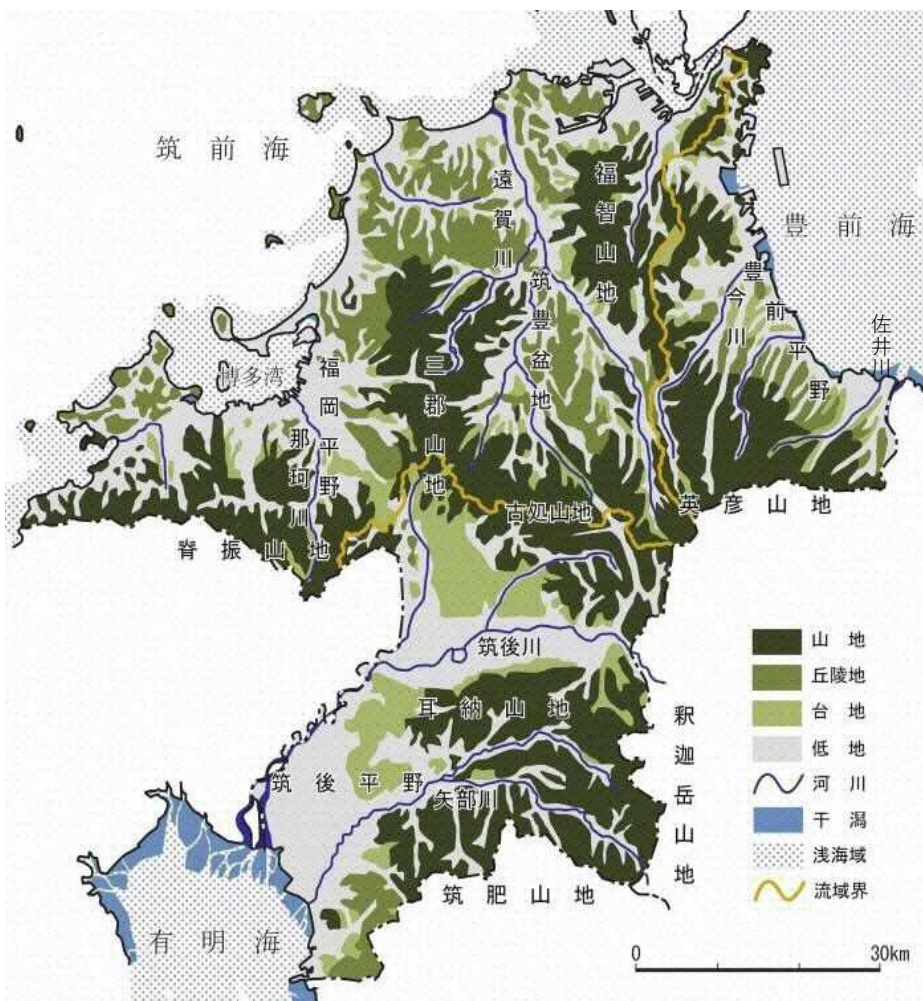 筑前海
豊前海
博多湾
有明海
遠賀川
福智山地
筑豊盆地
今川
豊前平野
佐井川
福岡平野
那珂川
三郡山地
脊振山地
古処山地
英彦山地
筑後川
耳納山地
釈迦岳山地
筑後平野
矢部川
筑肥山地
山地
丘陵地
台地
低地
河川
干潟
浅海域
流域界
0 30km